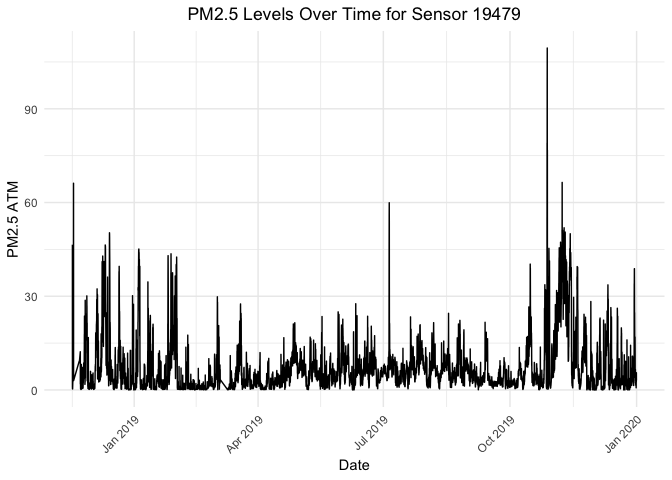 PM2.5 Levels Over Time for Sensor 19479
PM2.5 ATM
90
60
30
0
Jan 2019
Apr 2019
Jul 2019
Oct 2019
Jan 2020
Date